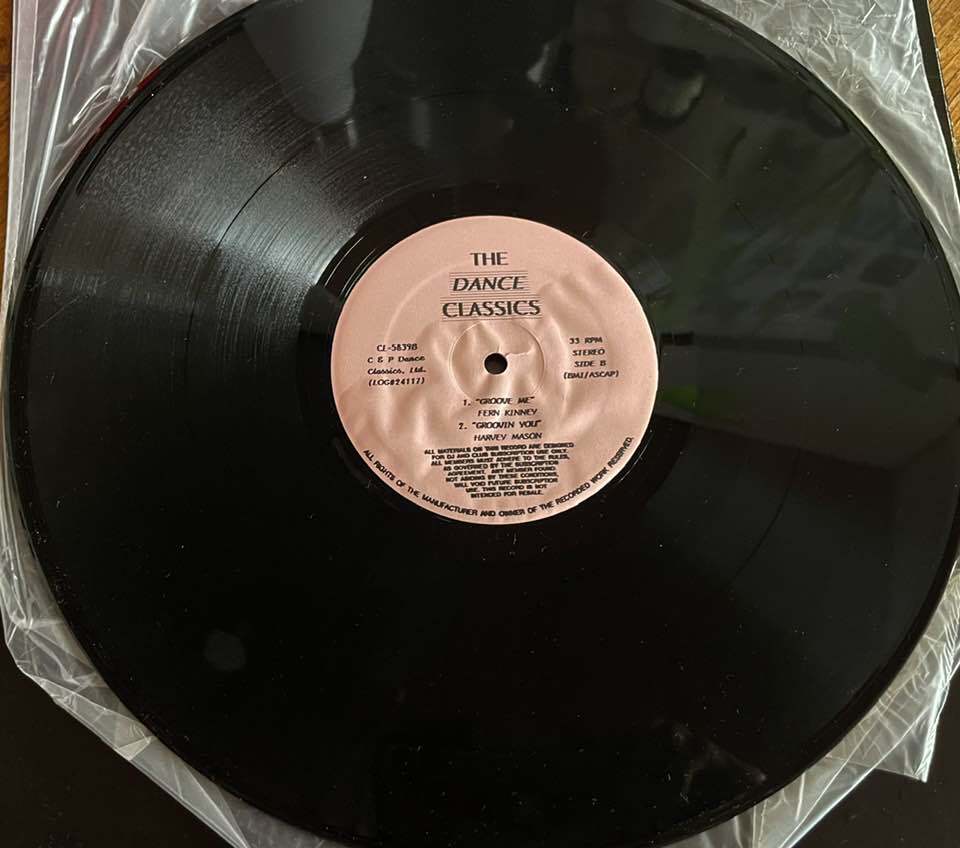 THE
DANCE
CLASSICS
CL-5839B
C & P Dance
Classics, Ltd.
(LOG#24117)
33 RPM
STEREO
SIDE B
(BMI/ASCAP)
1. "GROOVE ME"
FERN KINNEY
2. "GROOVIN YOU"
HARVEY MASON
ALL MATERIALS ON THIS RECORD ARE DESIGNED
FOR DJ AND CLUB SUBSCRIPTION USE ONLY.
ALL MEMBERS MUST ADHERE TO THE RULES,
AS GOVERNED BY THE SUBSCRIPTION
AGREEMENT. ANY MEMBER FOUND
NOT ABIDING BY THESE CONDITIONS,
WILL VOID FUTURE SUBSCRIPTION
USE. THIS RECORD IS NOT
INTENDED FOR RESALE.
ALL RIGHTS OF THE MANUFACTURER AND OWNER OF THE RECORDED WORK RESERVED.